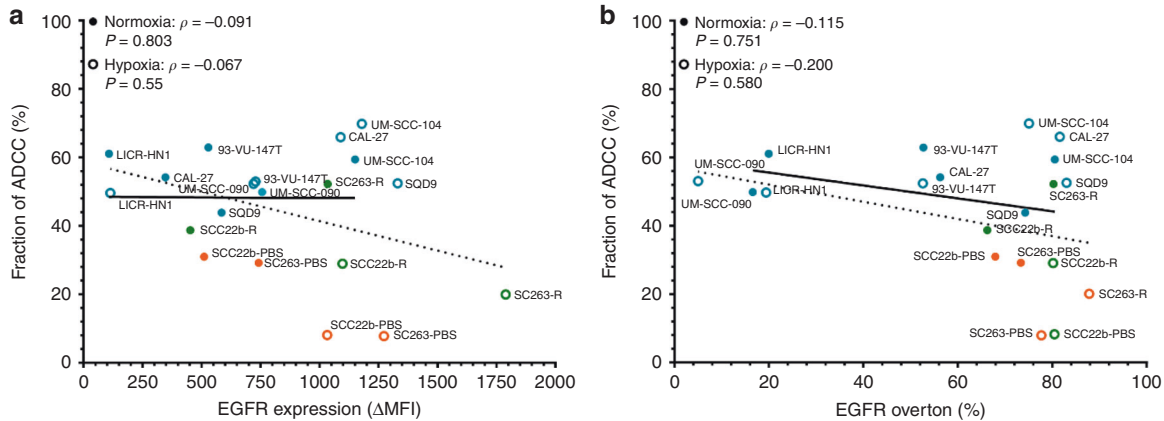 a
Normoxia: ρ = –0.091
P = 0.803
Hypoxia: ρ = –0.067
P = 0.55
Fraction of ADCC (%)
100
80
60
40
20
0
UM-SCC-104
CAL-27
LICR-HN1
93-VU-147T
UM-SCC-104
CAL-27
93-VU-147T
SC263-R
SQD9
UM-SCC-090
UM-SCC-090
LICR-HN1
SQD9
SCC22b-R
SCC22b-PBS
SC263-PBS
SCC22b-R
SC263-R
SCC22b-PBS
SC263-PBS
0
250
500
750
1000
1250
1500
1750
2000
EGFR expression (ΔMFI)
b
Normoxia: ρ = –0.115
P = 0.751
Hypoxia: ρ = –0.200
P = 0.580
Fraction of ADCC (%)
100
80
60
40
20
0
UM-SCC-104
CAL-27
LICR-HN1
93-VU-147T
UM-SCC-104
UM-SCC-090
CAL-27
SQD9
LICR-HN1
93-VU-147T
SC263-R
UM-SCC-090
SQD9
SCC22b-R
SCC22b-PBS
SC263-PBS
SCC22b-R
SC263-R
SC263-PBS
SCC22b-PBS
0
20
40
60
80
100
EGFR overton (%)